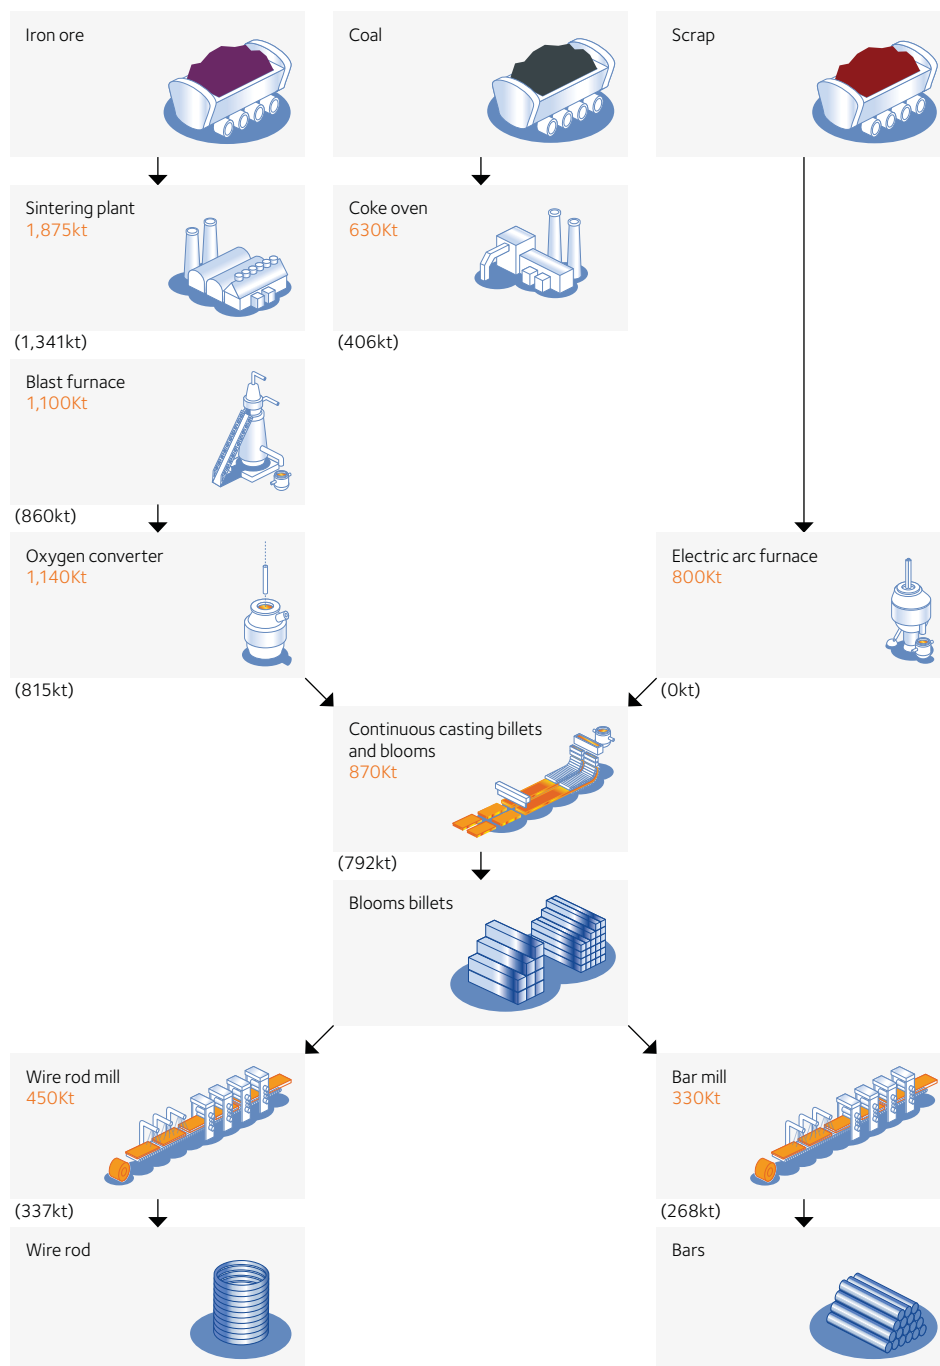 Iron ore
Coal
Scrap
Sintering plant
1,875kt
Coke oven
630Kt
(1,341kt)
(406kt)
Blast furnace
1,100Kt
(860kt)
Oxygen converter
1,140Kt
Electric arc furnace
800Kt
(815kt)
(0kt)
Continuous casting billets
and blooms
870Kt
(792kt)
Blooms billets
Wire rod mill
450Kt
Bar mill
330Kt
(337kt)
(268kt)
Wire rod
Bars